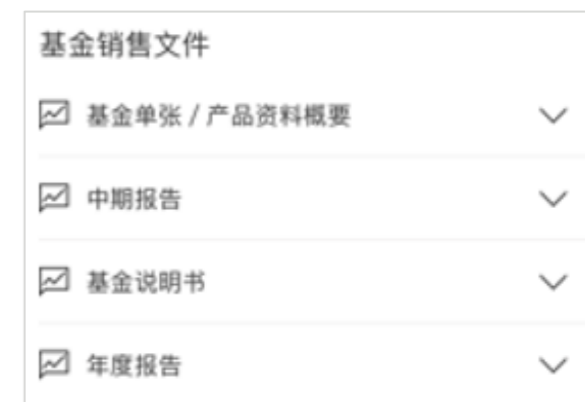 基金销售文件
基金单张 / 产品资料概要
中期报告
基金说明书
年度报告